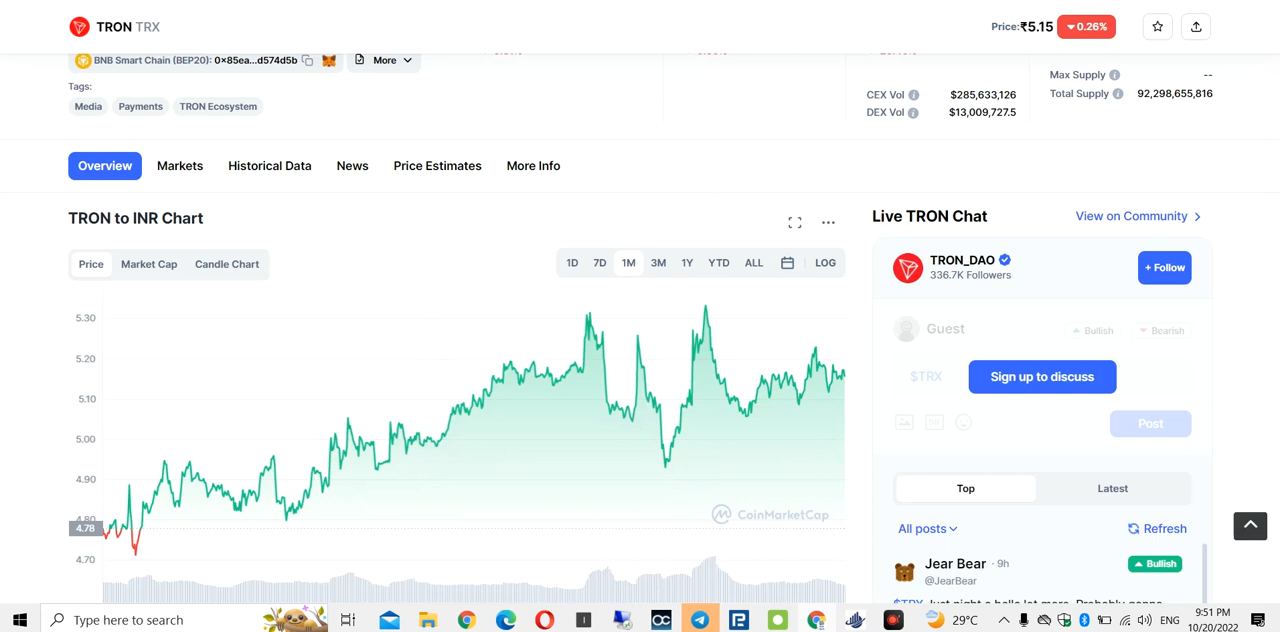 TRON TRX
Price:₹5.15 0.26%
BNB Smart Chain (BEP20): 0x85ea...d574d5b More
Tags:
Media Payments TRON Ecosystem
CEX Vol $285,633,126
DEX Vol $13,009,727.5
Max Supply --
Total Supply 92,298,655,816
Overview Markets Historical Data News Price Estimates More Info
TRON to INR Chart
Price Market Cap Candle Chart
1D 7D 1M 3M 1Y YTD ALL LOG
5.30
5.20
5.10
5.00
4.90
4.80
4.78
4.70
CoinMarketCap
Live TRON Chat View on Community
TRON_DAO
336.7K Followers
+ Follow
Guest Bullish Bearish
$TRX Sign up to discuss
GIF
Post
Top Latest
All posts Refresh
Jear Bear · 9h Bullish
@JearBear
Type here to search
29°C ENG
9:51 PM
10/20/2022